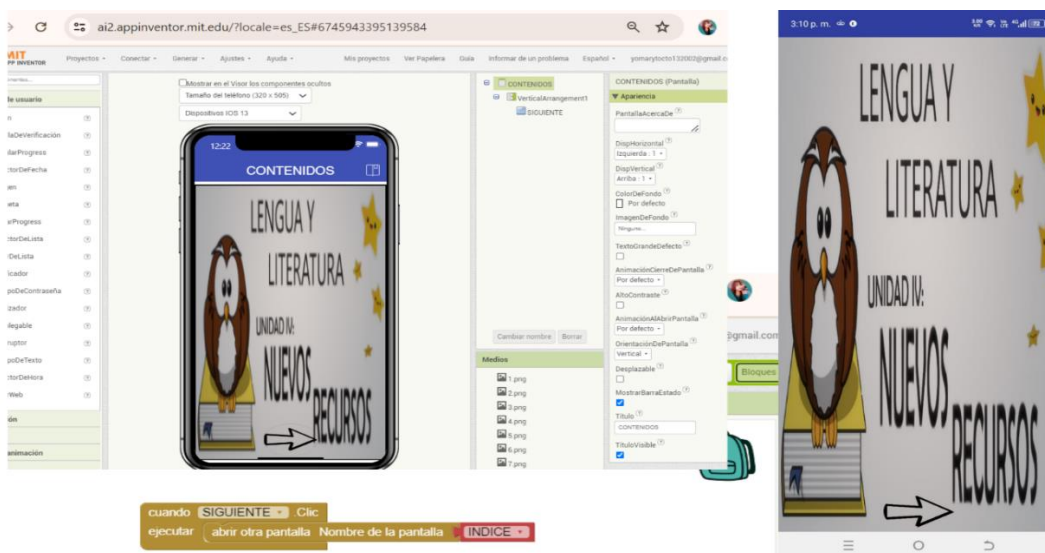 ai2.appinventor.mit.edu/?locale=es_ES#6745943395139584
MIT
APP INVENTOR
Proyectos
Conectar
Generar
Ajustes
Ayuda
Mis proyectos
Ver Papelera
Guía
Informar de un problema
Español
yomarytocto132002@gmail.c
de usuario
Mostrar en el Visor los componentes ocultos
Tamaño del teléfono (320 x 505)
Dispositivos IOS 13
12:22
CONTENIDOS
LENGUA Y
LITERATURA
UNIDAD IV:
NUEVOS
RECURSOS
CONTENIDOS
VerticalArrangement1
SIGUIENTE
Cambiar nombre
Borrar
Medios
1.png
2.png
3.png
4.png
5.png
6.png
7.png
CONTENIDOS (Pantalla)
Apariencia
PantallaAcercaDe
DispHorizontal
Izquierda : 1
DispVertical
Arriba : 1
ColorDeFondo
Por defecto
ImagenDeFondo
Ninguno...
TextoGrandeDefecto
AnimaciónCierreDePantalla
Por defecto
AltoContraste
AnimaciónAlAbrirPantalla
Por defecto
OrientaciónDePantalla
Vertical
Desplazable
MostrarBarraEstado
Título
CONTENIDOS
TítuloVisible
@gmail.com
Bloques
3:10 p. m.
LENGUA Y
LITERATURA
UNIDAD IV:
NUEVOS
RECURSOS
cuando SIGUIENTE .Clic
ejecutar abrir otra pantalla Nombre de la pantalla INDICE